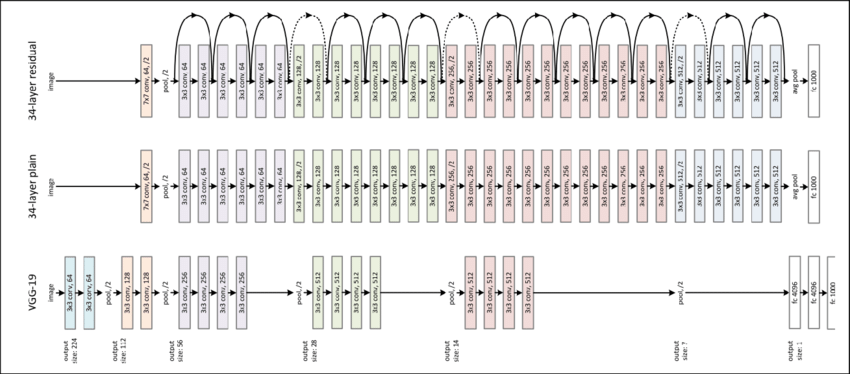 34-layer residual
image
7x7 conv, 64, /2
pool, /2
3x3 conv, 64
3x3 conv, 64
3x3 conv, 64
3x3 conv, 64
3x3 conv, 64
3x3 conv, 64
3x3 conv, 128, /2
3x3 conv, 128
3x3 conv, 128
3x3 conv, 128
3x3 conv, 128
3x3 conv, 128
3x3 conv, 128
3x3 conv, 128
3x3 conv, 256, /2
3x3 conv, 256
3x3 conv, 256
3x3 conv, 256
3x3 conv, 256
3x3 conv, 256
3x3 conv, 256
3x3 conv, 256
3x3 conv, 256
3x3 conv, 256
3x3 conv, 256
3x3 conv, 256
3x3 conv, 512, /2
3x3 conv, 512
3x3 conv, 512
3x3 conv, 512
3x3 conv, 512
3x3 conv, 512
avg pool
fc 1000
34-layer plain
image
7x7 conv, 64, /2
pool, /2
3x3 conv, 64
3x3 conv, 64
3x3 conv, 64
3x3 conv, 64
3x3 conv, 64
3x3 conv, 64
3x3 conv, 128, /2
3x3 conv, 128
3x3 conv, 128
3x3 conv, 128
3x3 conv, 128
3x3 conv, 128
3x3 conv, 128
3x3 conv, 128
3x3 conv, 256, /2
3x3 conv, 256
3x3 conv, 256
3x3 conv, 256
3x3 conv, 256
3x3 conv, 256
3x3 conv, 256
3x3 conv, 256
3x3 conv, 256
3x3 conv, 256
3x3 conv, 256
3x3 conv, 256
3x3 conv, 512, /2
3x3 conv, 512
3x3 conv, 512
3x3 conv, 512
3x3 conv, 512
3x3 conv, 512
avg pool
fc 1000
VGG-19
image
3x3 conv, 64
3x3 conv, 64
pool, /2
3x3 conv, 128
3x3 conv, 128
pool, /2
3x3 conv, 256
3x3 conv, 256
3x3 conv, 256
3x3 conv, 256
pool, /2
3x3 conv, 512
3x3 conv, 512
3x3 conv, 512
3x3 conv, 512
pool, /2
3x3 conv, 512
3x3 conv, 512
3x3 conv, 512
3x3 conv, 512
pool, /2
fc 4096
fc 4096
fc 1000
output
size: 224
output
size: 112
output
size: 56
output
size: 28
output
size: 14
output
size: 7
output
size: 1